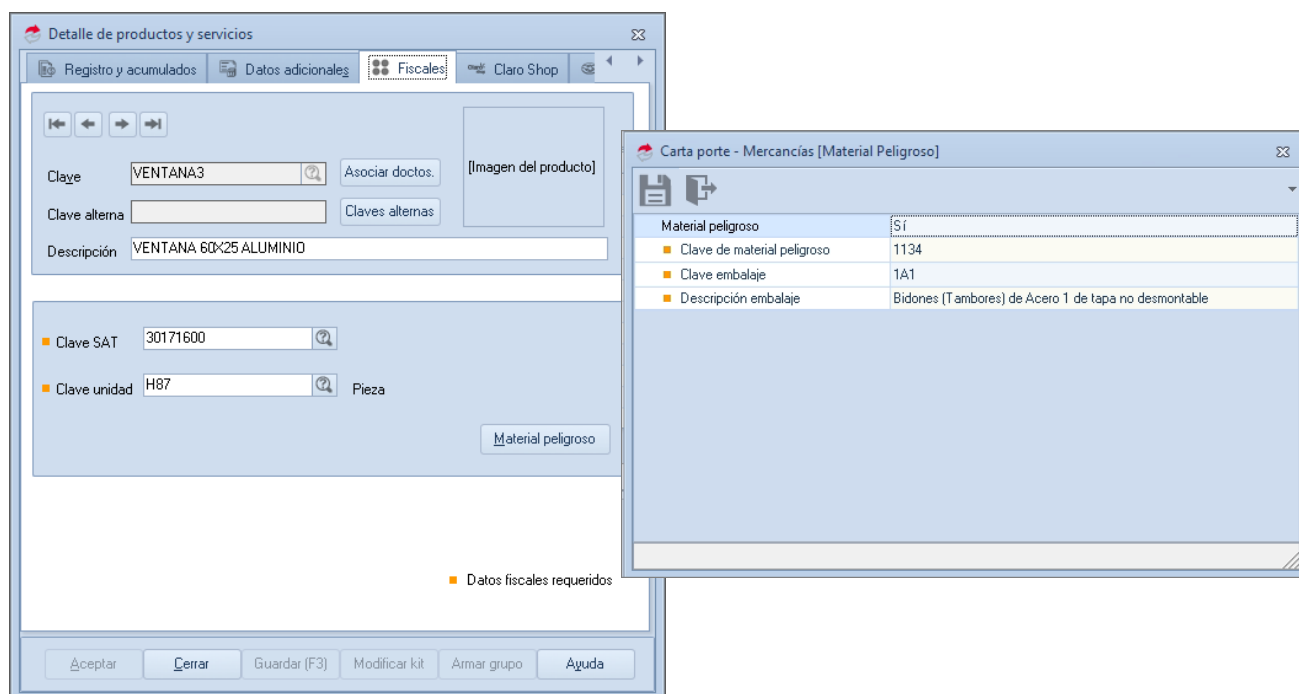 Detalle de productos y servicios
Registro y acumulados
Datos adicionales
Fiscales
Claro Shop
Clave
VENTANA3
Asociar doctos.
[Imagen del producto]
Clave alterna
Claves alternas
Descripción
VENTANA 60X25 ALUMINIO
Clave SAT
30171600
Clave unidad
H87
Pieza
Material peligroso
Datos fiscales requeridos
Aceptar
Cerrar
Guardar (F3)
Modificar kit
Armar grupo
Ayuda
Carta porte - Mercancías [Material Peligroso]
Material peligroso
Sí
Clave de material peligroso
1134
Clave embalaje
1A1
Descripción embalaje
Bidones (Tambores) de Acero 1 de tapa no desmontable